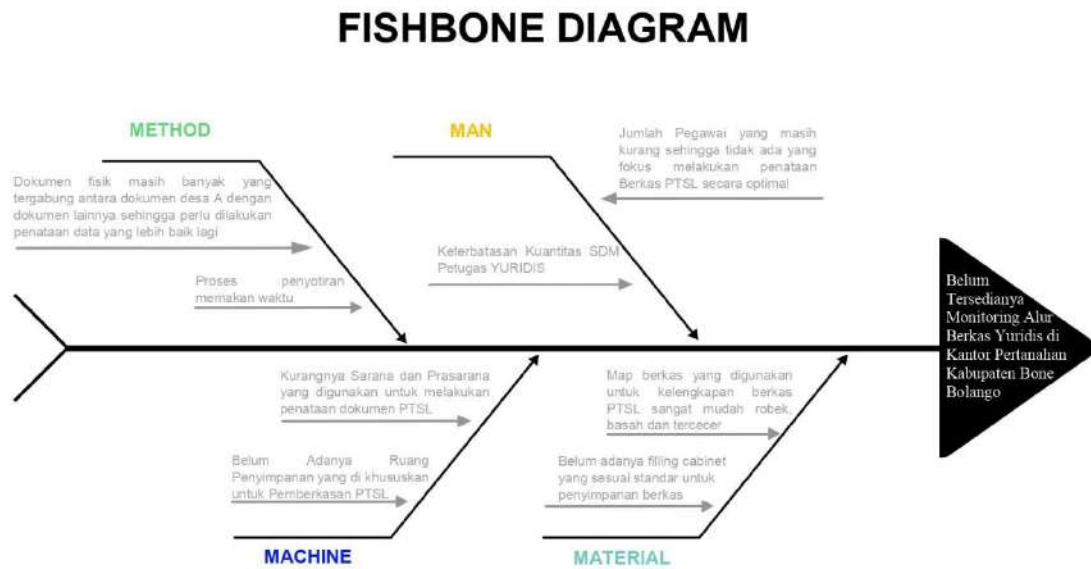 FISHBONE DIAGRAM
METHOD
Dokumen fisik masih banyak yang
tergabung antara dokumen desa A dengan
dokumen lainnya sehingga perlu dilakukan
penataan data yang lebih baik lagi
Proses penyotiran
memakan waktu
MAN
Jumlah Pegawai yang masih
kurang sehingga tidak ada yang
fokus melakukan penataan
Berkas PTSL secara optimal
Keterbatasan Kuantitas SDM
Petugas YURIDIS
Belum
Tersedianya
Monitoring Alur
Berkas Yuridis di
Kantor Pertanahan
Kabupaten Bone
Bolango
Kurangnya Sarana dan Prasarana
yang digunakan untuk melakukan
penataan dokumen PTSL
Belum Adanya Ruang
Penyimpanan yang di khususkan
untuk Pemberkasan PTSL
MACHINE
Map berkas yang digunakan
untuk kelengkapan berkas
PTSL sangat mudah robek,
basah dan tercecer
Belum adanya filling cabinet
yang sesuai standar untuk
penyimpanan berkas
MATERIAL